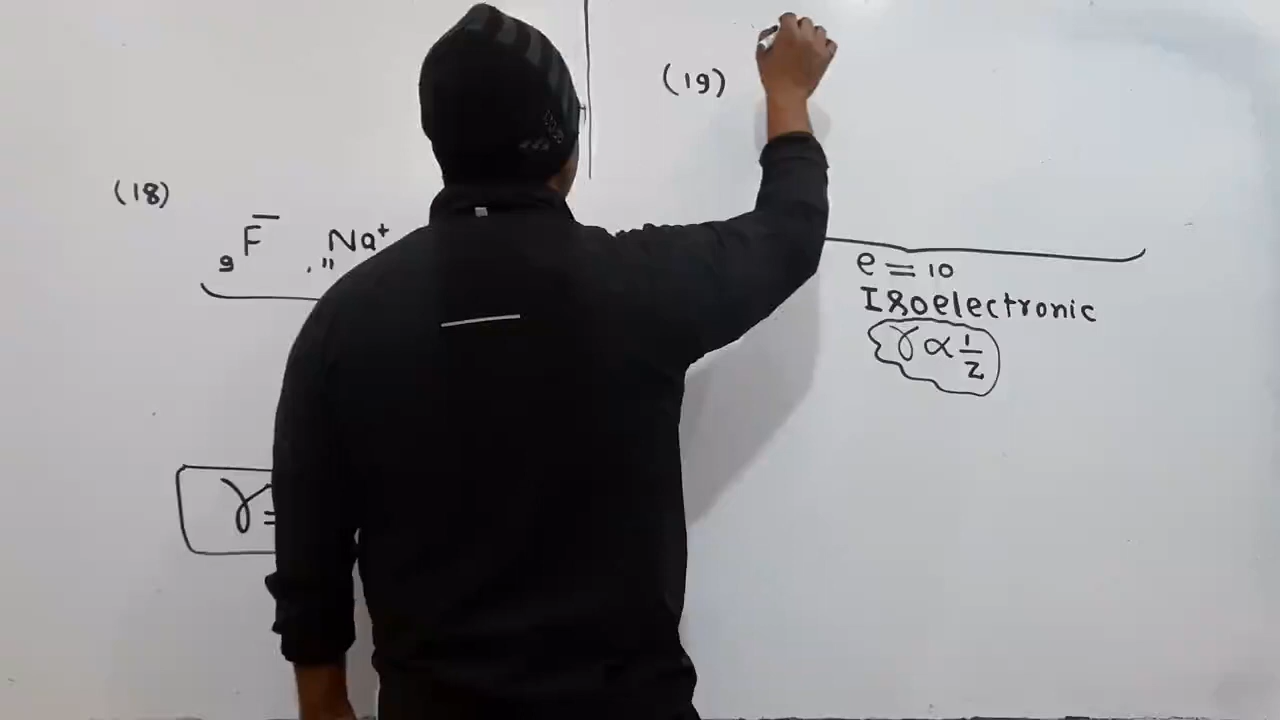 (18)
₉F⁻ ₁₁Na⁺
γ =
(19)
e = 10
Isoelectronic
γ ∝ 1/Z